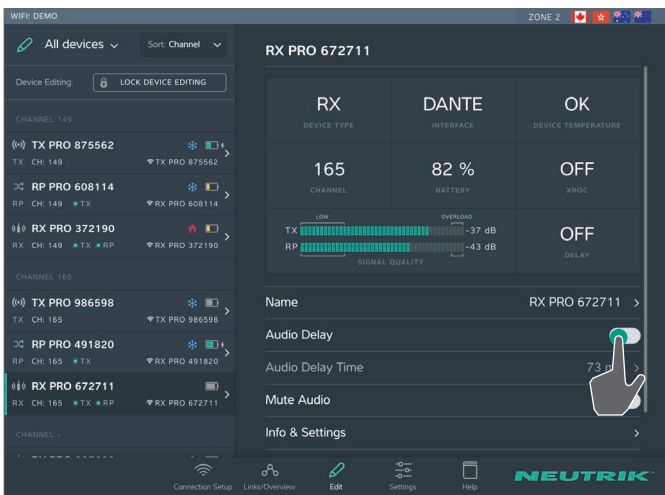 WIFI: DEMO
ZONE 2
All devices
Sort: Channel
Device Editing:
LOCK DEVICE EDITING
CHANNEL 149
TX PRO 875562
TX CH: 149
TX PRO 875562
RP PRO 608114
RP CH: 149 TX
RP PRO 608114
RX PRO 372190
RX CH: 149 TX RP
RX PRO 372190
CHANNEL 165
TX PRO 986598
TX CH: 165
TX PRO 986598
RP PRO 491820
RP CH: 165 TX
RX PRO 491820
RX PRO 672711
RX CH: 165 TX RP
RX PRO 672711
CHANNEL -
RX PRO 672711
RX
DEVICE TYPE
DANTE
INTERFACE
OK
DEVICE TEMPERATURE
165
CHANNEL
82 %
BATTERY
OFF
XROC
LOW
OVERLOAD
TX
-37 dB
RP
-43 dB
SIGNAL QUALITY
OFF
DELAY
Name
RX PRO 672711
Audio Delay
Audio Delay Time
73
Mute Audio
Info & Settings
Connection Setup
Links/Overview
Edit
Settings
Help
NEUTRIK